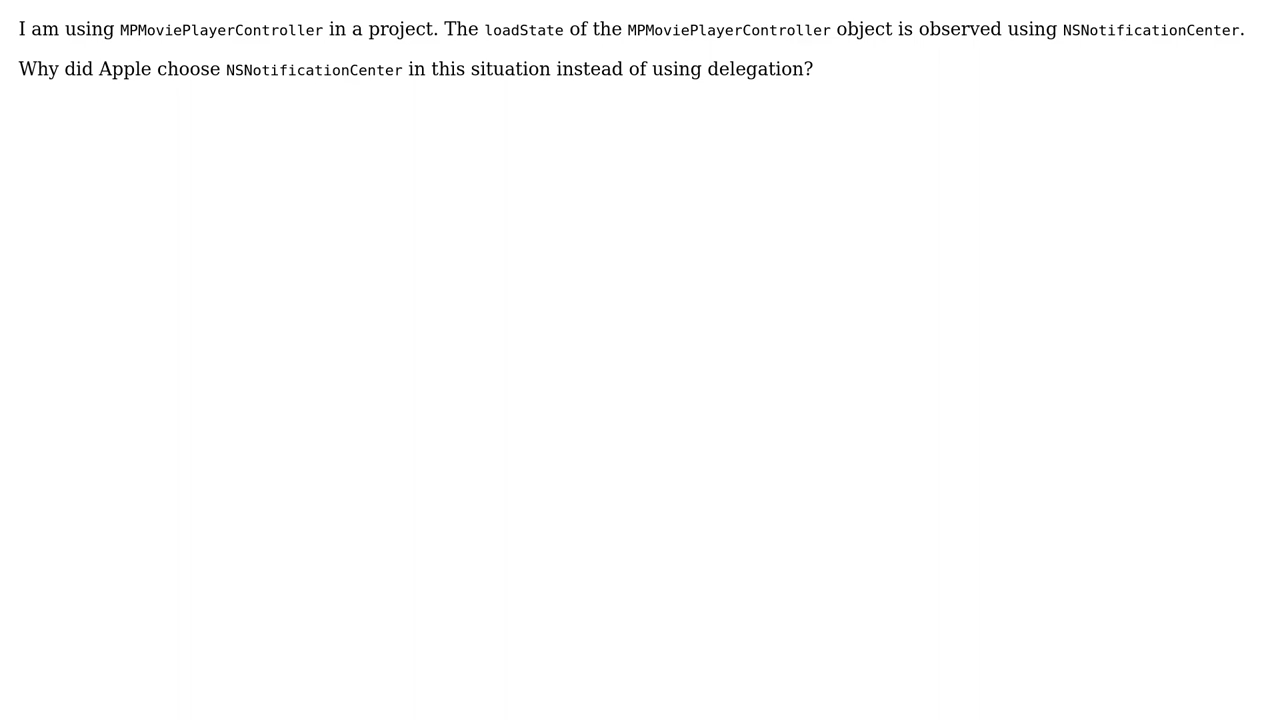 I am using MPMoviePlayerController in a project. The loadState of the MPMoviePlayerController object is observed using NSNotificationCenter.
Why did Apple choose NSNotificationCenter in this situation instead of using delegation?